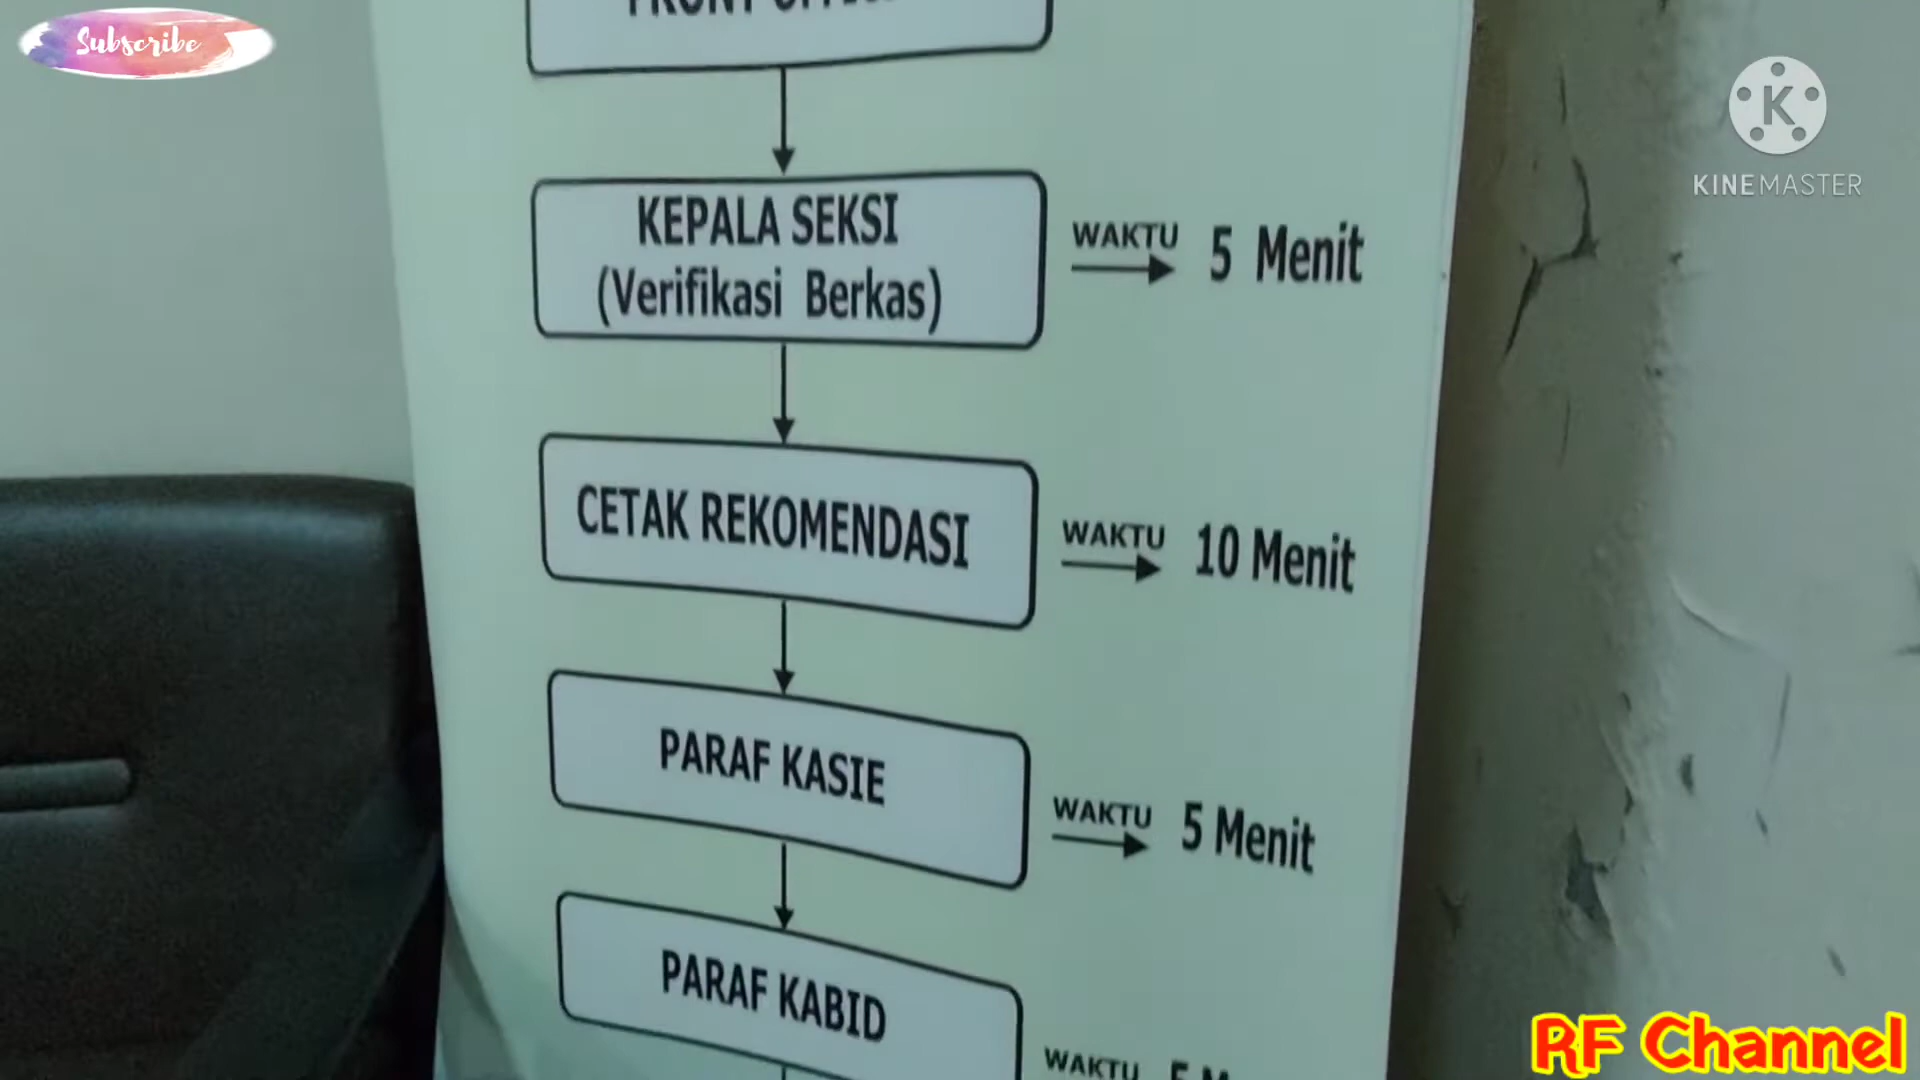 Subscribe
KINEMASTER
KEPALA SEKSI
(Verifikasi Berkas)
WAKTU
5 Menit
CETAK REKOMENDASI
WAKTU
10 Menit
PARAF KASIE
WAKTU
5 Menit
PARAF KABID
WAKTU
RF Channel